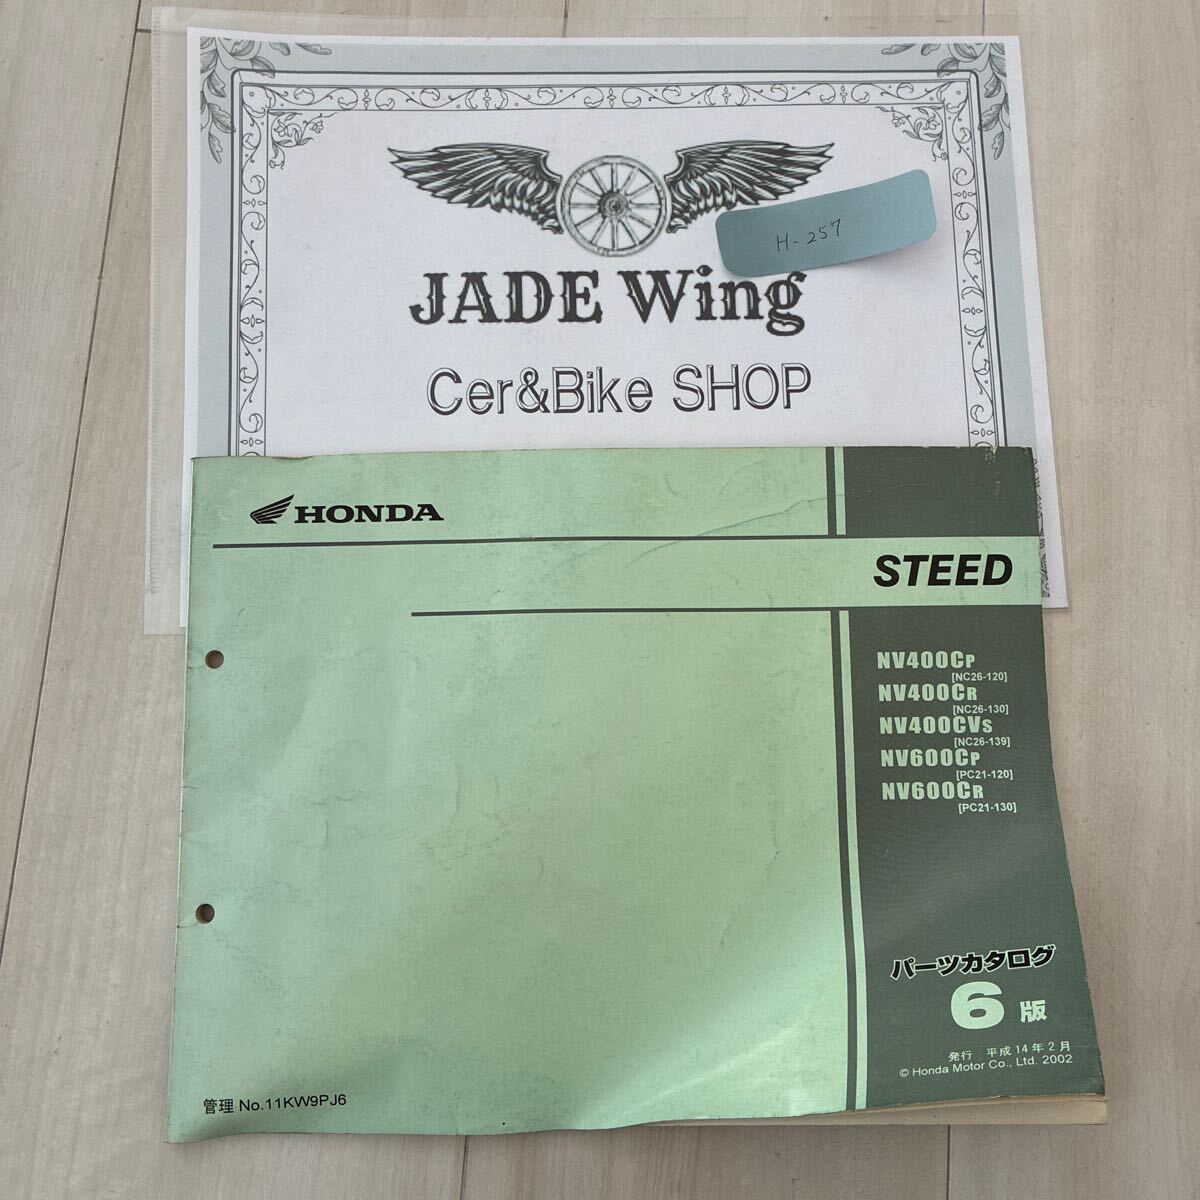 H-257
JADE Wing
Cer&Bike SHOP
HONDA
STEED
NV400CP
[NC26-120]
NV400CR
[NC26-130]
NV400CVS
[NC26-139]
NV600CP
[PC21-120]
NV600CR
[PC21-130]
パーツカタログ
6 版
発行 平成14年2月
© Honda Motor Co., Ltd. 2002
管理 No.11KW9PJ6